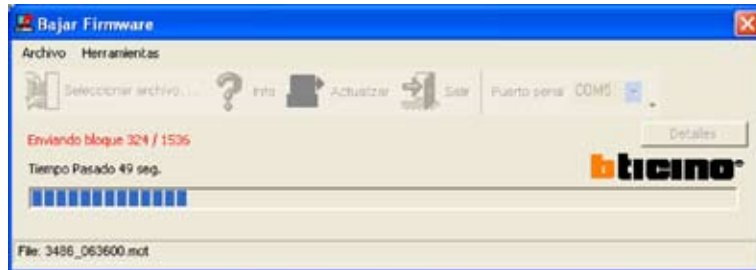 Bajar Firmware
Archivo Herramientas
Seleccionar archivo... Info Actualizar Salir Puerto serial COM5
Detalles
Enviando bloque 324 / 1536
Tiempo Pasado 49 seg.
bticino
File: 3486_063600.mot